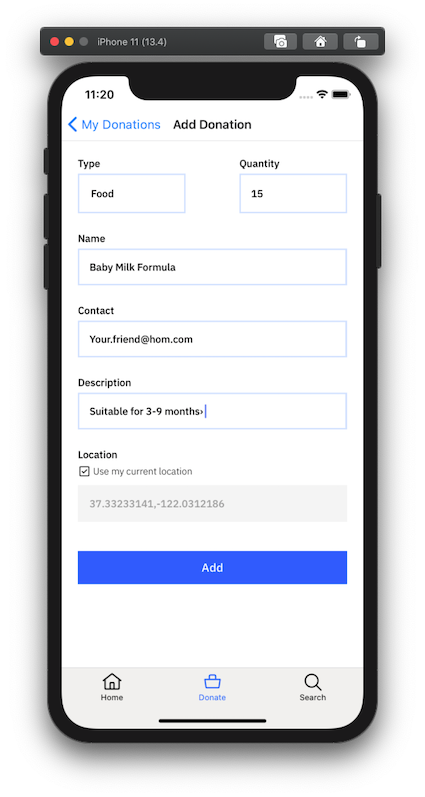 iPhone 11 (13.4)
11:20
My Donations Add Donation
Type Quantity
Food 15
Name
Baby Milk Formula
Contact
Your.friend@hom.com
Description
Suitable for 3-9 months›
Location
Use my current location
37.33233141,-122.0312186
Add
Home Donate Search